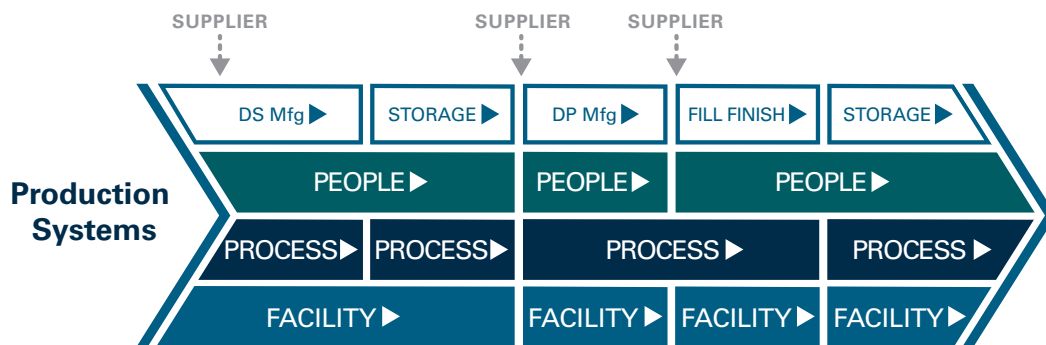 SUPPLIER SUPPLIER SUPPLIER
DS Mfg STORAGE DP Mfg FILL FINISH STORAGE
PEOPLE PEOPLE PEOPLE
Production
Systems
PROCESS PROCESS PROCESS PROCESS
FACILITY FACILITY FACILITY FACILITY